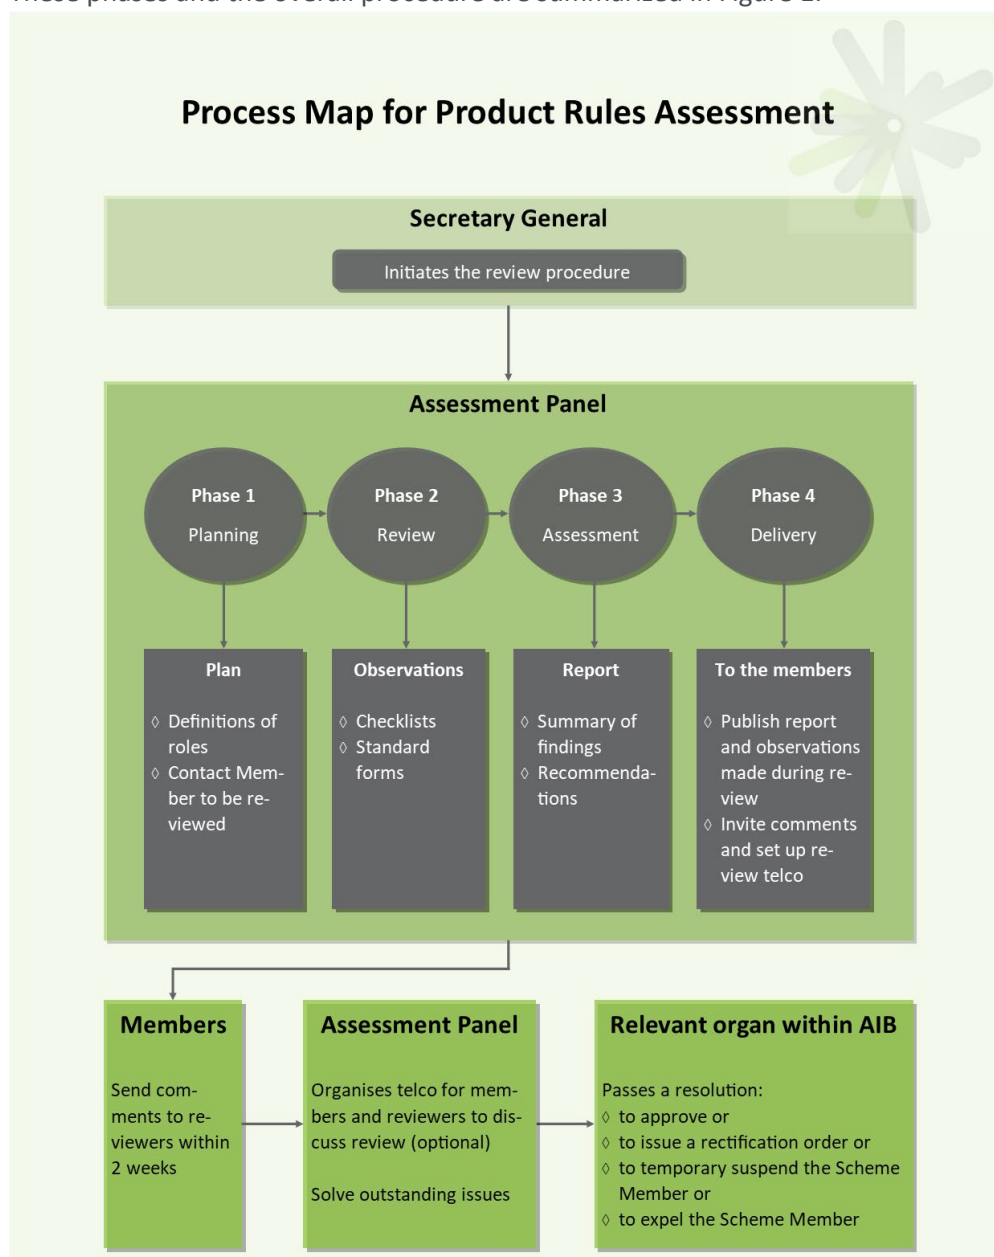 These phases and the overall procedure are summarized in Figure 1.
Process Map for Product Rules Assessment
Secretary General
Initiates the review procedure
Assessment Panel
Phase 1
Planning
Phase 2
Review
Phase 3
Assessment
Phase 4
Delivery
Plan
◊ Definitions of
roles
◊ Contact Mem-
ber to be re-
viewed
Observations
◊ Checklists
◊ Standard
forms
Report
◊ Summary of
findings
◊ Recommenda-
tions
To the members
◊ Publish report
and observations
made during re-
view
◊ Invite comments
and set up re-
view telco
Members
Send com-
ments to re-
viewers within
2 weeks
Assessment Panel
Organises telco for mem-
bers and reviewers to dis-
cuss review (optional)
Solve outstanding issues
Relevant organ within AIB
Passes a resolution:
◊ to approve or
◊ to issue a rectification order or
◊ to temporary suspend the Scheme
Member or
◊ to expel the Scheme Member